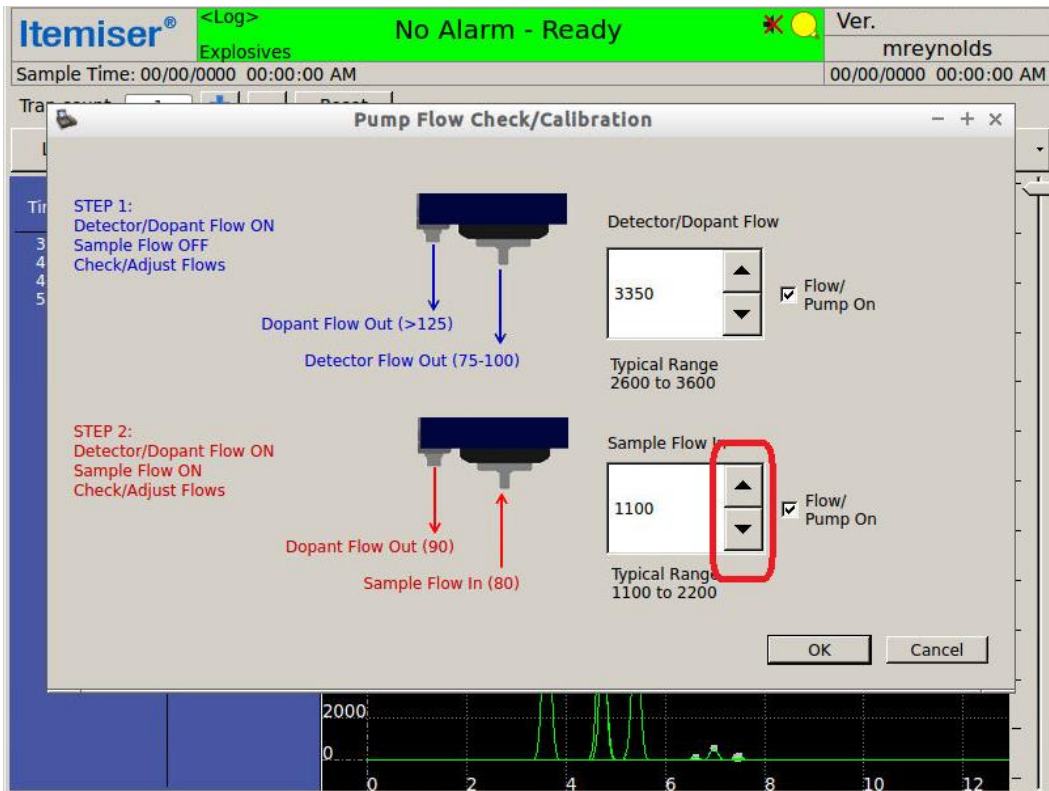 Itemiser®
<Log>
Explosives
No Alarm - Ready
Ver.
mreynolds
Sample Time: 00/00/0000 00:00:00 AM
00/00/0000 00:00:00 AM
Pump Flow Check/Calibration
STEP 1:
Detector/Dopant Flow ON
Sample Flow OFF
Check/Adjust Flows
Dopant Flow Out (>125)
Detector Flow Out (75-100)
Detector/Dopant Flow
3350
Flow/
Pump On
Typical Range
2600 to 3600
STEP 2:
Detector/Dopant Flow ON
Sample Flow ON
Check/Adjust Flows
Dopant Flow Out (90)
Sample Flow In (80)
Sample Flow In
1100
Flow/
Pump On
Typical Range
1100 to 2200
OK
Cancel
3
4
4
5
2000
0
0 2 4 6 8 10 12